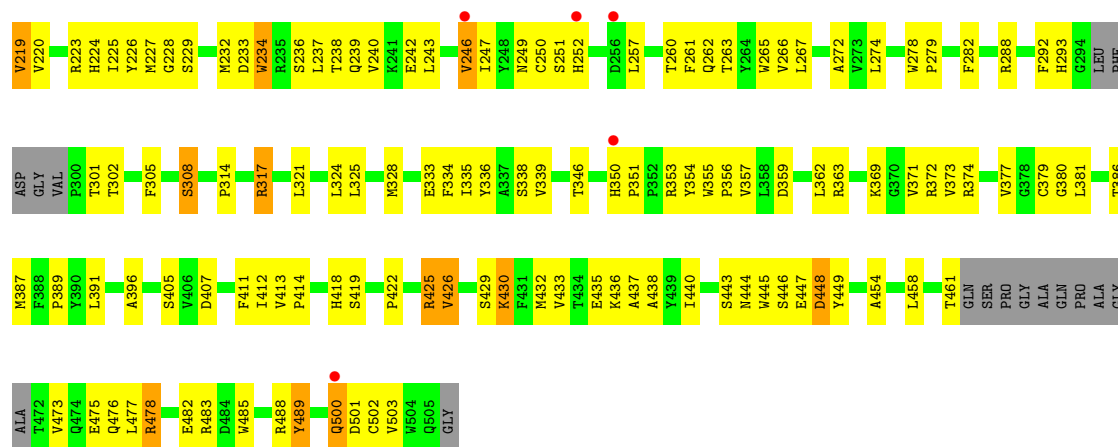 V219 V220 R223 H224 I225 Y226 M227 G228 S229 M232 D233 W234 R235 S236 L237 T238 Q239 V240 K241 E242 L243 V246 I247 Y248 N249 C250 S251 H252 D256 L257 T260 F261 Q262 T263 Y264 W265 V266 L267 A272 V273 L274 W278 P279 F282 R288 F292 H293 G294 LEU PHE
ASP GLY VAL P300 T301 T302 F305 S308 P314 R317 L321 L324 L325 M328 E333 F334 I335 Y336 A337 S338 V339 T346 H350 P351 P352 R353 Y354 W355 P356 V357 L358 D359 L362 R363 K369 G370 V371 R372 V373 R374 V377 G378 C379 G380 L381 T386
M387 F388 P389 Y390 L391 A396 S405 V406 D407 F411 I412 V413 P414 H418 S419 P422 R425 V426 S429 K430 F431 M432 V433 T434 E435 K436 A437 A438 Y439 I440 S443 N444 W445 S446 E447 D448 Y449 A454 L458 T461 GLN SER PRO GLY ALA GLN PRO ALA GLY
ALA T472 V473 Q474 E475 Q476 L477 R478 E482 R483 D484 W485 R488 Y489 Q500 D501 C502 V503 W504 Q505 GLY